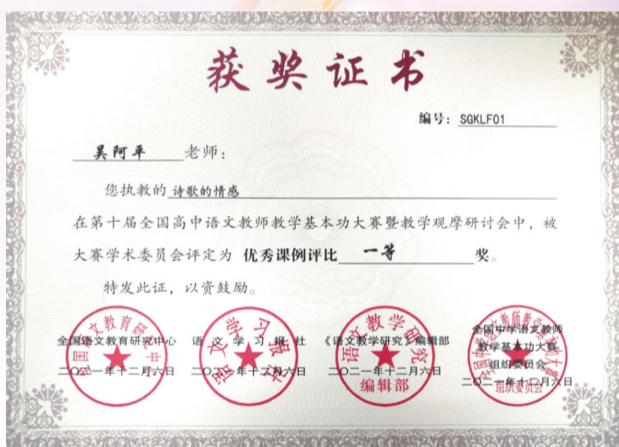 获奖证书
编号：SGKLF01
吴阿平 老师：
您执教的 诗歌的情感
在第十届全国高中语文教师教学基本功大赛暨教学观摩研讨会中，被
大赛学术委员会评定为 优秀课例评比 一等 奖。
特发此证，以资鼓励。
全国语文教育研究中心
二〇二一年十二月六日
语文学习报社
二〇二一年十二月六日
《语文教学研究》编辑部
二〇二一年十二月六日
编辑部
全国中学语文教师
教学基本功大赛
组织委员会
二〇二一年十二月六日
组织委员会